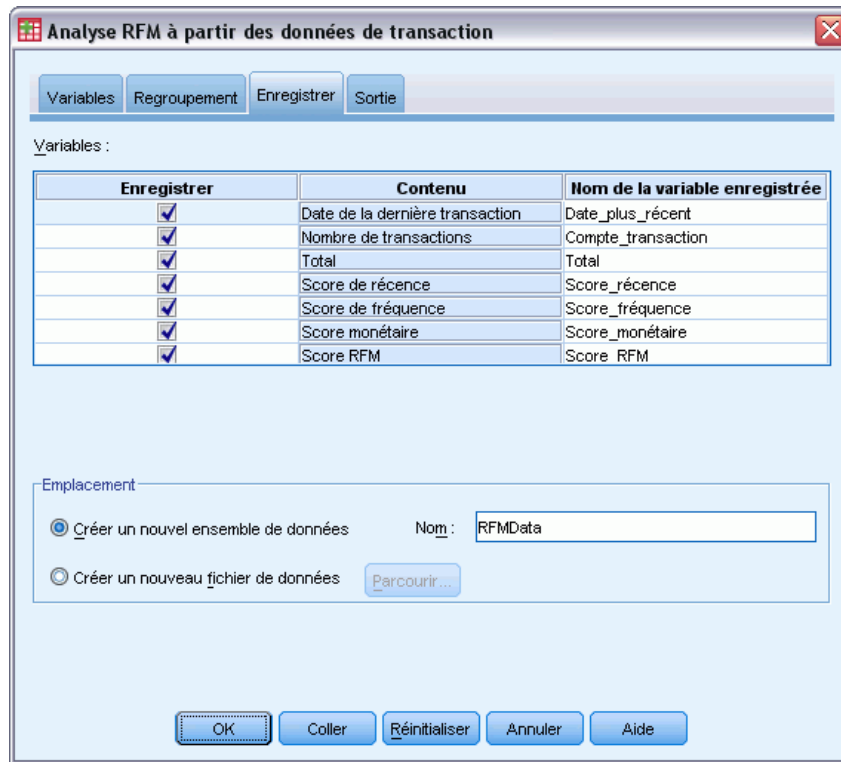 Analyse RFM à partir des données de transaction
Variables Regroupement Enregistrer Sortie
Variables :
Enregistrer Contenu Nom de la variable enregistrée
Date de la dernière transaction Date_plus_récent
Nombre de transactions Compte_transaction
Total Total
Score de récence Score_récence
Score de fréquence Score_fréquence
Score monétaire Score_monétaire
Score RFM Score_RFM
Emplacement
Créer un nouvel ensemble de données Nom : RFMData
Créer un nouveau fichier de données Parcourir...
OK Coller Réinitialiser Annuler Aide